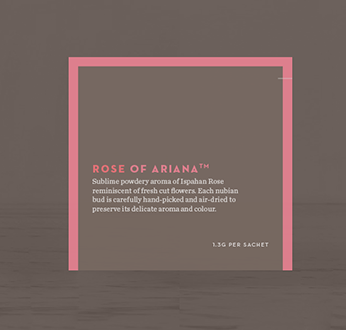 ROSE OF ARIANA™
Sublime powdery aroma of Ispahan Rose
reminiscent of fresh cut flowers. Each nubian
bud is carefully hand-picked and air-dried to
preserve its delicate aroma and colour.
1.3G PER SACHET